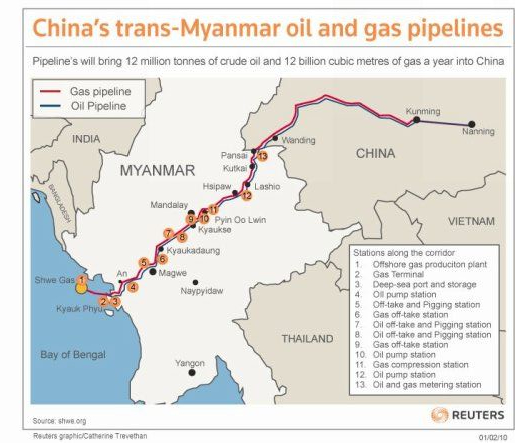 China's trans-Myanmar oil and gas pipelines
Pipeline's will bring 12 million tonnes of crude oil and 12 billion cubic metres of gas a year into China
Gas pipeline
Oil Pipeline
INDIA
BANGLADESH
MYANMAR
CHINA
VIETNAM
THAILAND
Kunming
Nanning
Wanding
Pansai
13
Kutkai
Hsipaw
Lashio
12
Mandalay
11
9
10
Pyin Oo Lwin
Kyaukse
7
8
Kyaukadaung
5
6
An
Magwe
4
Shwe Gas
1
2
3
Kyauk Phyu
Naypyidaw
Bay of Bengal
Yangon
Stations along the corridor
1. Offshore gas produciton plant
2. Gas Terminal
3. Deep-sea port and storage
4. Oil pump station
5. Off-take and Pigging station
6. Gas off-take station
7. Oil off-take and Pigging station
8. Oil off-take and Pigging station
9. Gas off-take station
10. Oil pump station
11. Gas compression station
12. Oil pump station
13. Oil and gas metering station
Source: shwe.org
REUTERS
Reuters graphic/Catherine Trevethan
01/02/10